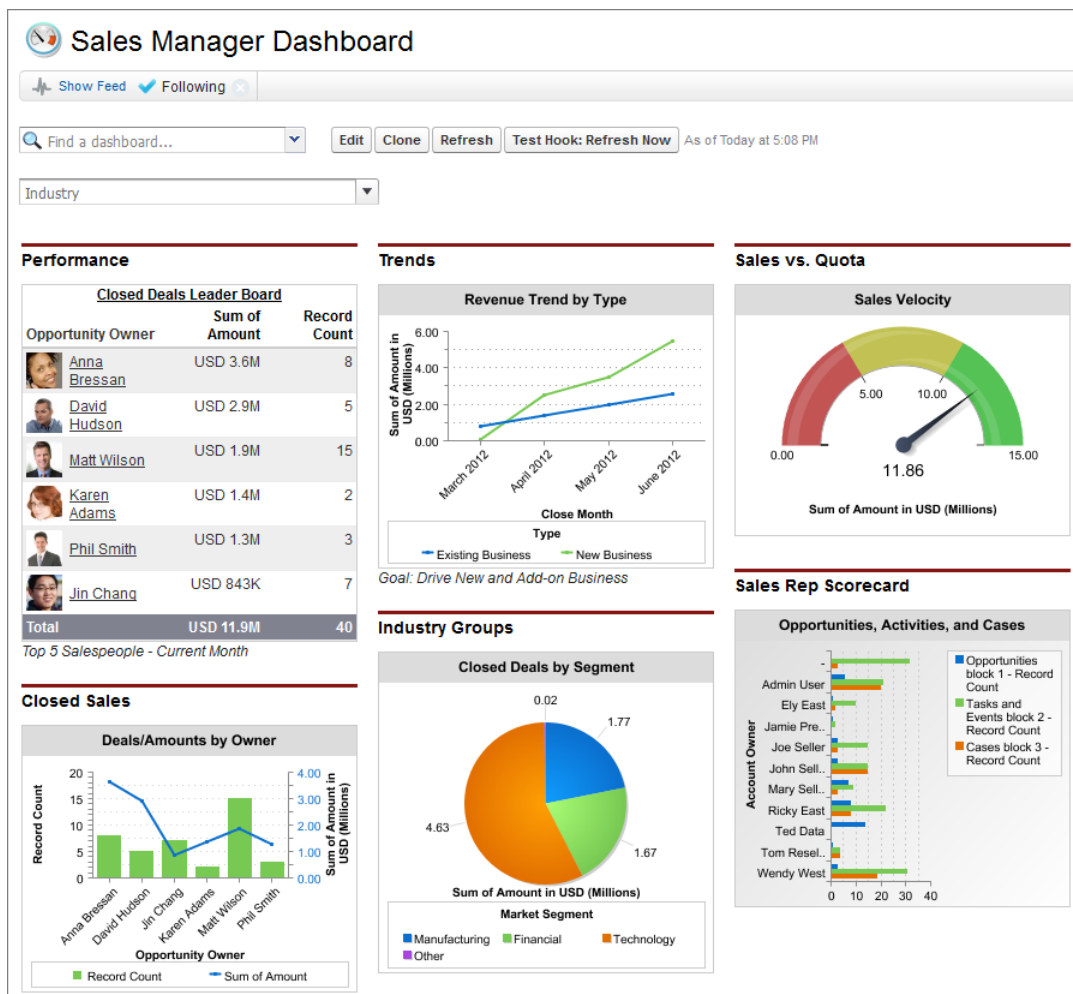 Sales Manager Dashboard
Show Feed
Following
Find a dashboard...
Edit
Clone
Refresh
Test Hook: Refresh Now
As of Today at 5:08 PM
Industry
Performance
Closed Deals Leader Board
Opportunity Owner
Sum of
Amount
Record
Count
Anna
Bressan
USD 3.6M
8
David
Hudson
USD 2.9M
5
Matt Wilson
USD 1.9M
15
Karen
Adams
USD 1.4M
2
Phil Smith
USD 1.3M
3
Jin Chang
USD 843K
7
Total
USD 11.9M
40
Top 5 Salespeople - Current Month
Closed Sales
Deals/Amounts by Owner
Record Count
20
15
10
5
0
4.00
3.00
2.00
1.00
0.00
Sum of Amount in
USD (Millions)
Anna Bressan
David Hudson
Jin Chang
Karen Adams
Matt Wilson
Phil Smith
Opportunity Owner
Record Count
Sum of Amount
Trends
Revenue Trend by Type
Sum of Amount in
USD (Millions)
6.00
4.00
2.00
0.00
March 2012
April 2012
May 2012
June 2012
Close Month
Type
Existing Business
New Business
Goal: Drive New and Add-on Business
Industry Groups
Closed Deals by Segment
0.02
1.77
4.63
1.67
Sum of Amount in USD (Millions)
Market Segment
Manufacturing
Financial
Technology
Other
Sales vs. Quota
Sales Velocity
0.00
5.00
10.00
15.00
11.86
Sum of Amount in USD (Millions)
Sales Rep Scorecard
Opportunities, Activities, and Cases
Account Owner
-
Admin User
Ely East
Jamie Pre...
Joe Seller
John Sell..
Mary Sell..
Ricky East
Ted Data
Tom Resel..
Wendy West
0
10
20
30
40
Opportunities
block 1 - Record
Count
Tasks and
Events block 2 -
Record Count
Cases block 3 -
Record Count